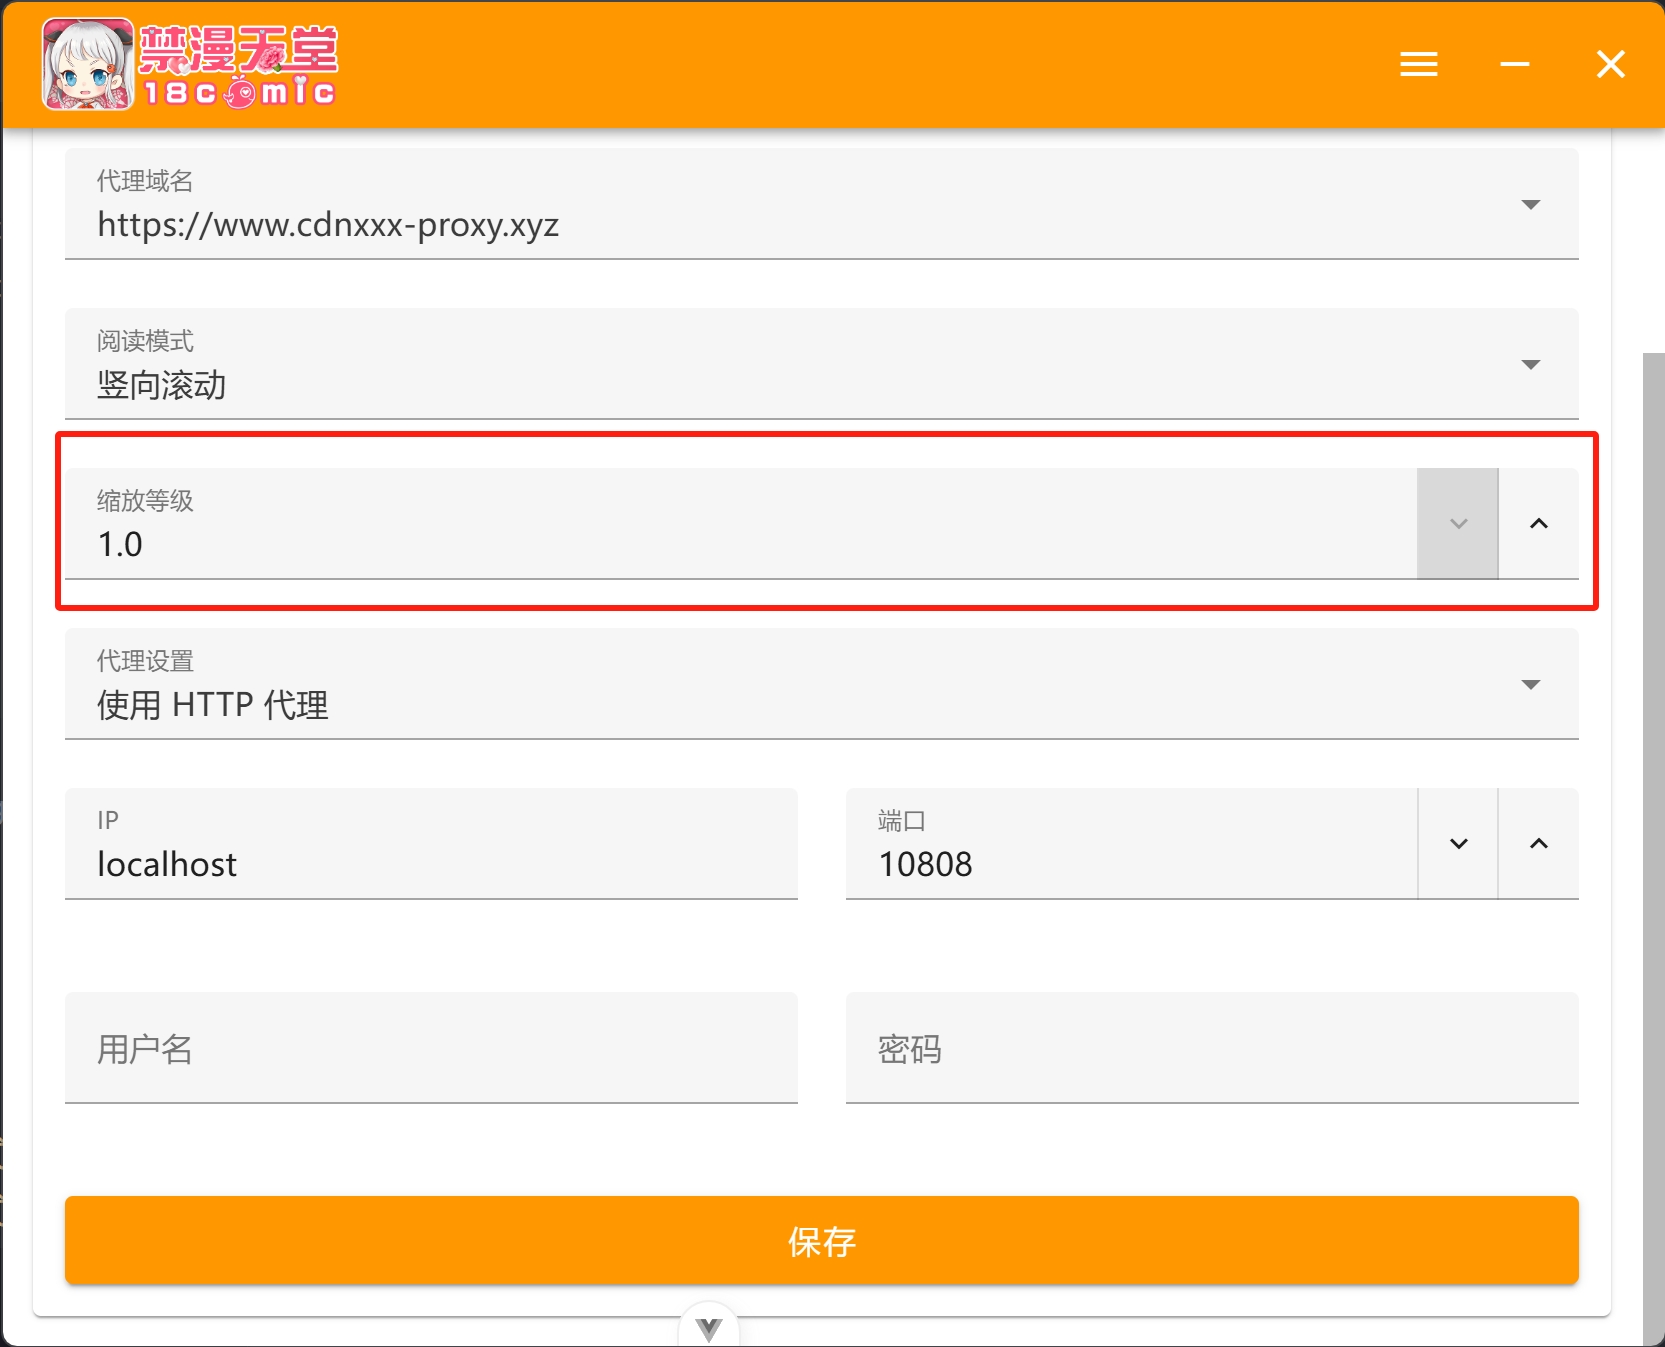 禁漫天堂
18comic
代理域名
https://www.cdnxxx-proxy.xyz
阅读模式
竖向滚动
缩放等级
1.0
代理设置
使用 HTTP 代理
IP
localhost
端口
10808
用户名
密码
保存